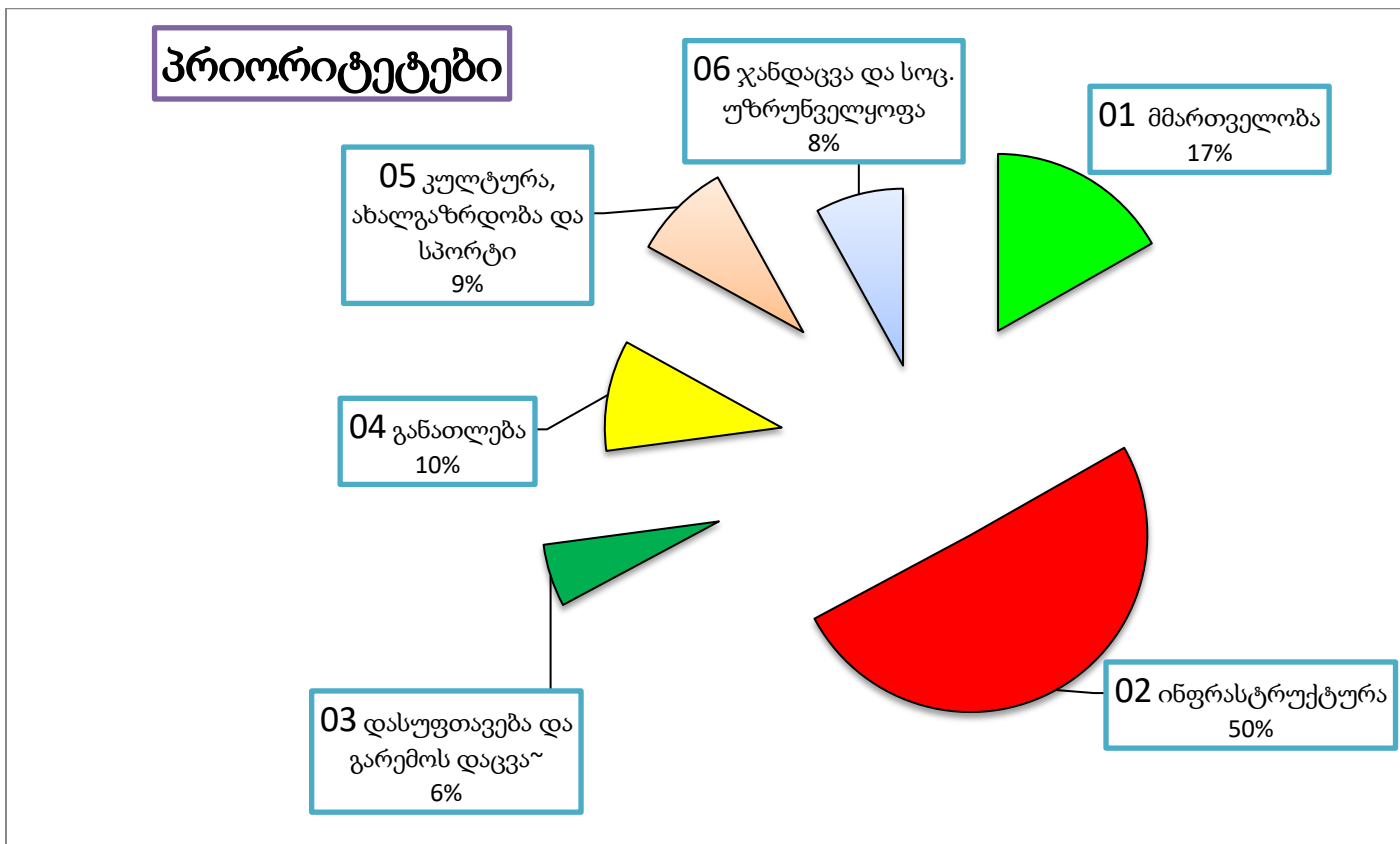 პრიორიტეტები
06 ჯანდაცვა და სოც.
უზრუნველყოფა
8%
01 მმართველობა
17%
05 კულტურა,
ახალგაზრდობა და
სპორტი
9%
04 განათლება
10%
03 დასუფთავება და
გარემოს დაცვა~
6%
02 ინფრასტრუქტურა
50%